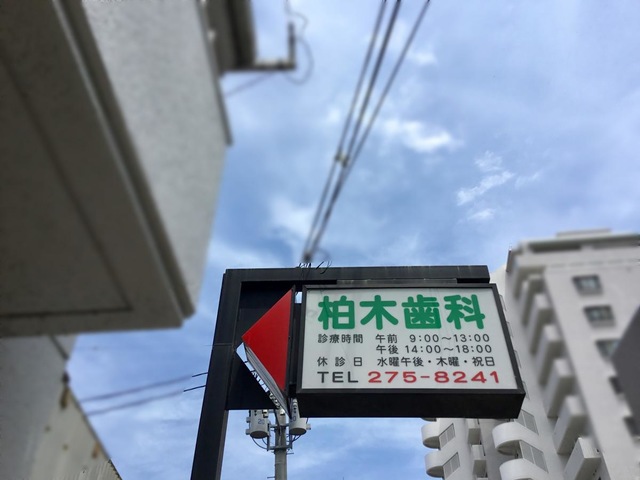 柏木歯科
診療時間 午前 9:00~13:00
午後 14:00~18:00
休診日 水曜午後・木曜・祝日
TEL 275-8241